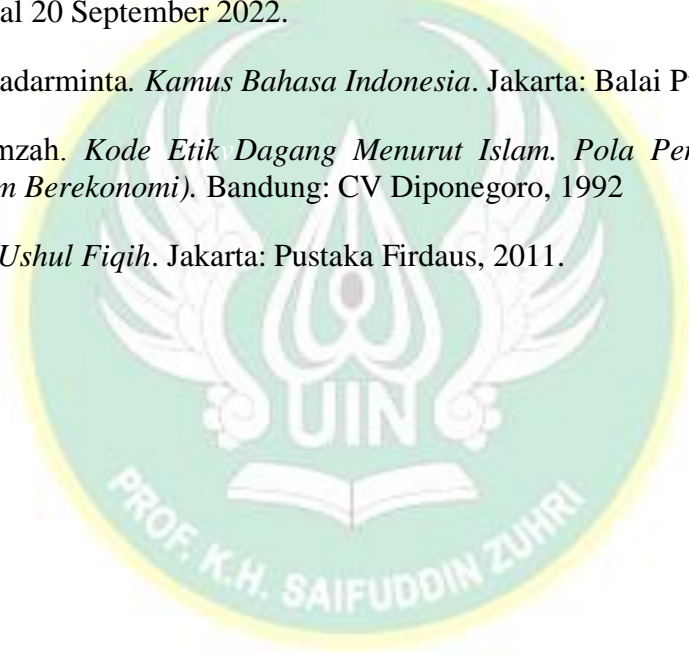 al 20 September 2022.
adarminta. Kamus Bahasa Indonesia. Jakarta: Balai P
mzah. Kode Etik Dagang Menurut Islam. Pola Per
n Berekonomi). Bandung: CV Diponegoro, 1992
Ushul Fiqih. Jakarta: Pustaka Firdaus, 2011.
UIN
PROF. K.H. SAIFUDDIN ZUHRI